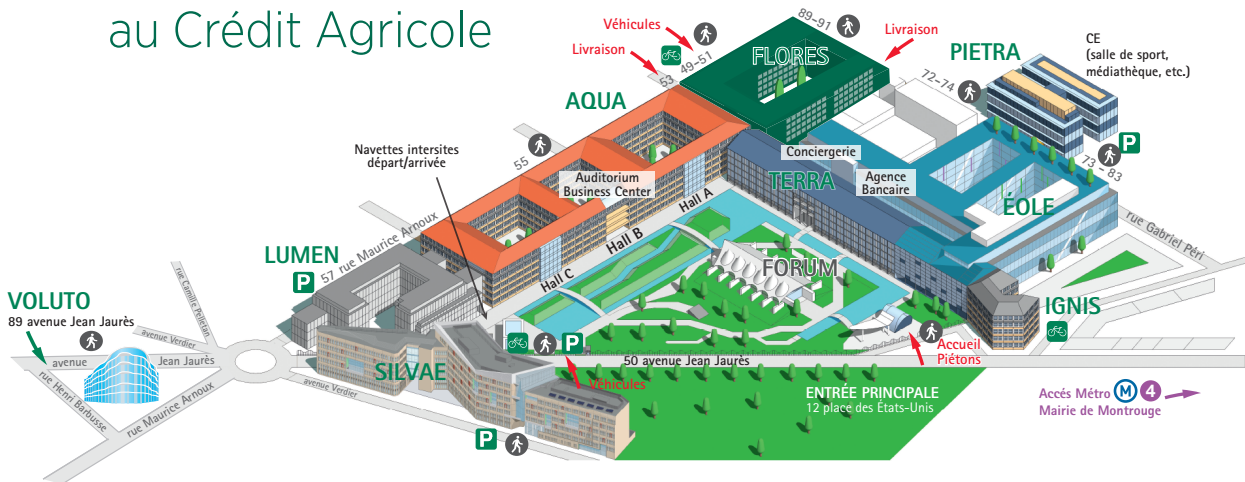 au Crédit Agricole
Véhicules
Livraison
53
49-51
89-91
FLORES
Livraison
72-74
PIETRA
CE
(salle de sport,
médiathèque, etc.)
P
73 - 83
AQUA
Navettes intersites
départ/arrivée
55
Auditorium
Business Center
Conciergerie
TERRA
Agence
Bancaire
ÉOLE
rue Gabriel Péri
Hall A
Hall B
Hall C
FORUM
LUMEN
P
57 rue Maurice Arnoux
rue Camille Pelletan
VOLUTO
89 avenue Jean Jaurès
avenue Verdier
avenue
Jean Jaurès
rue Henri Barbusse
rue Maurice Arnoux
avenue Verdier
SILVAE
P
P
Véhicules
50 avenue Jean Jaurès
Accueil
Piétons
IGNIS
ENTRÉE PRINCIPALE
12 place des États-Unis
Accés Métro M 4
Mairie de Montrouge